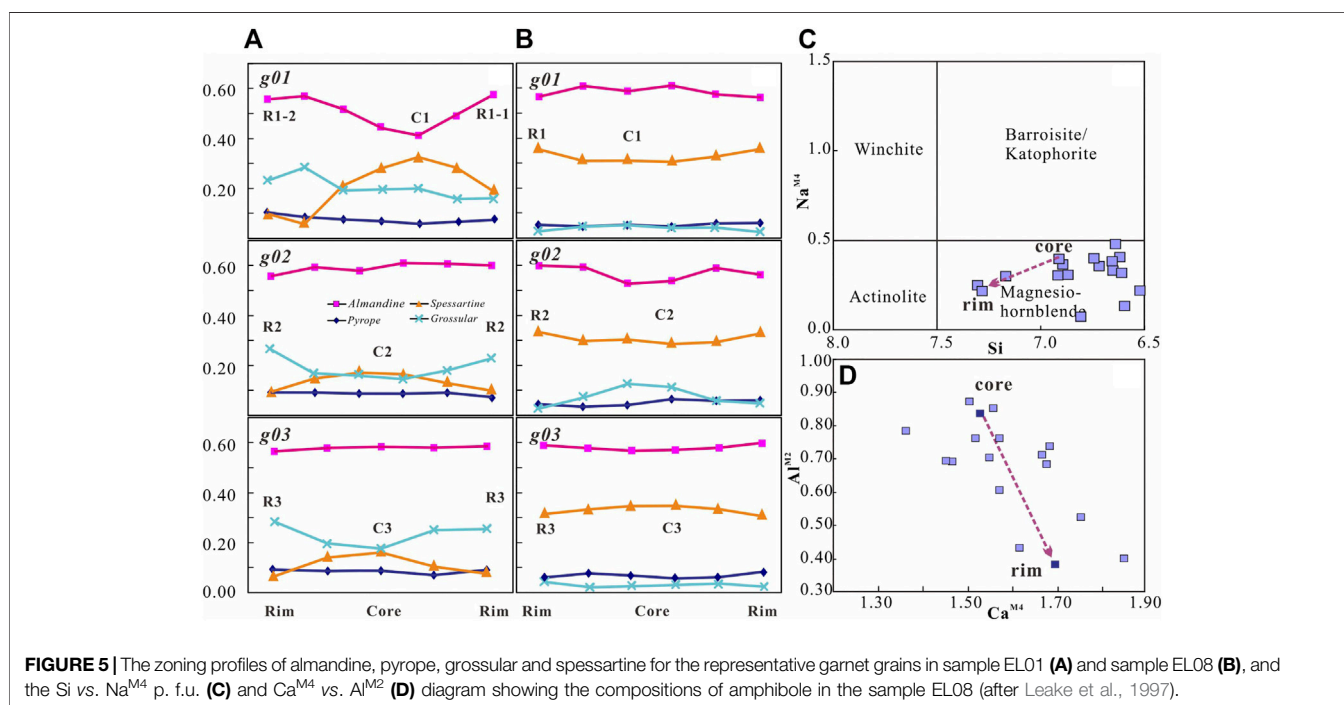 A
B
C
g01
0.60
0.40
0.20
R1-2
C1
R1-1
g02
0.60
Almandine
Spessartine
Pyrope
Grossular
0.40
0.20
R2
C2
R2
g03
0.60
0.40
0.20
0.00
R3
C3
R3
Rim Core Rim
g01
R1
C1
g02
R2
C2
g03
R3
C3
Rim Core Rim
1.5
1.0
0.5
0.0
Na^M4
Winchite
Barroisite/
Katophorite
Actinolite
Magnesio-
hornblende
core
rim
8.0 7.5 7.0 6.5
Si
D
1.00
0.90
0.80
0.70
0.60
0.50
0.40
0.30
Al^M2
core
rim
1.30 1.50 1.70 1.90
Ca^M4
FIGURE 5 | The zoning profiles of almandine, pyrope, grossular and spessartine for the representative garnet grains in sample EL01 (A) and sample EL08 (B), and
the Si vs. Na^M4 p. f.u. (C) and Ca^M4 vs. Al^M2 (D) diagram showing the compositions of amphibole in the sample EL08 (after Leake et al., 1997).